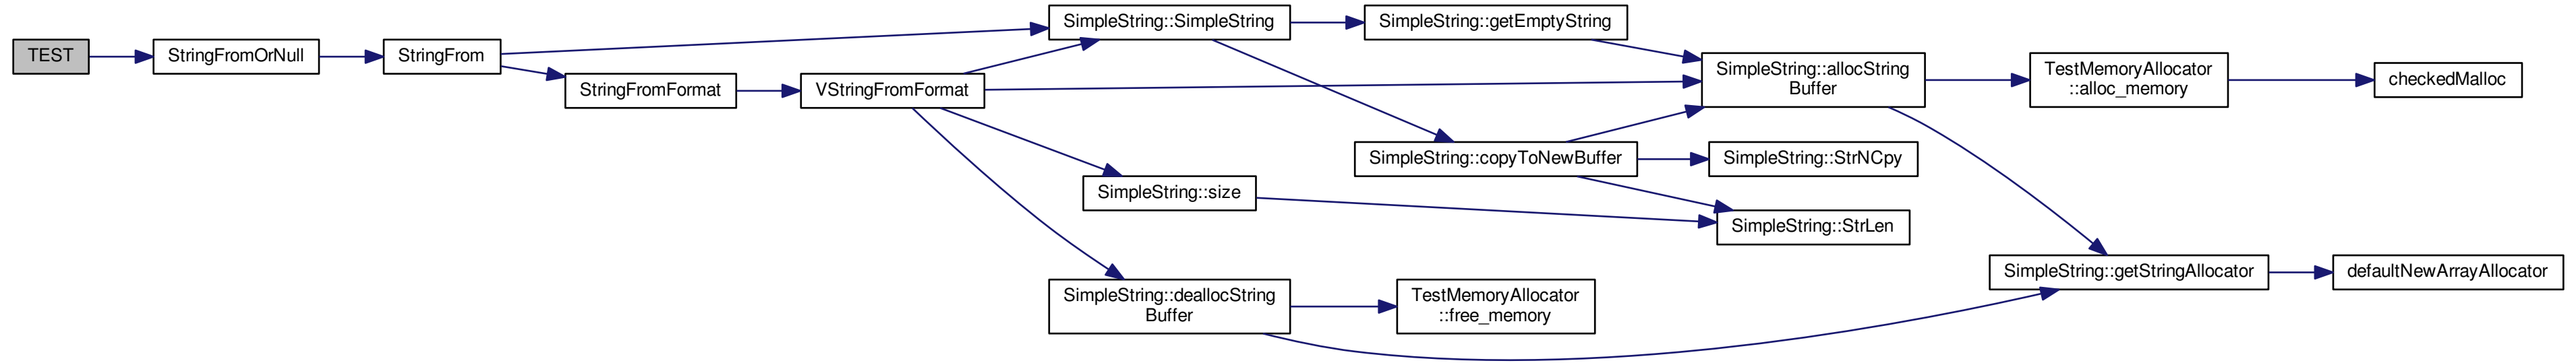 TEST
StringFromOrNull
StringFrom
StringFromFormat
VStringFromFormat
SimpleString::SimpleString
SimpleString::size
SimpleString::deallocString
Buffer
SimpleString::getEmptyString
SimpleString::copyToNewBuffer
TestMemoryAllocator
::free_memory
SimpleString::allocString
Buffer
SimpleString::StrNCpy
SimpleString::StrLen
TestMemoryAllocator
::alloc_memory
SimpleString::getStringAllocator
checkedMalloc
defaultNewArrayAllocator